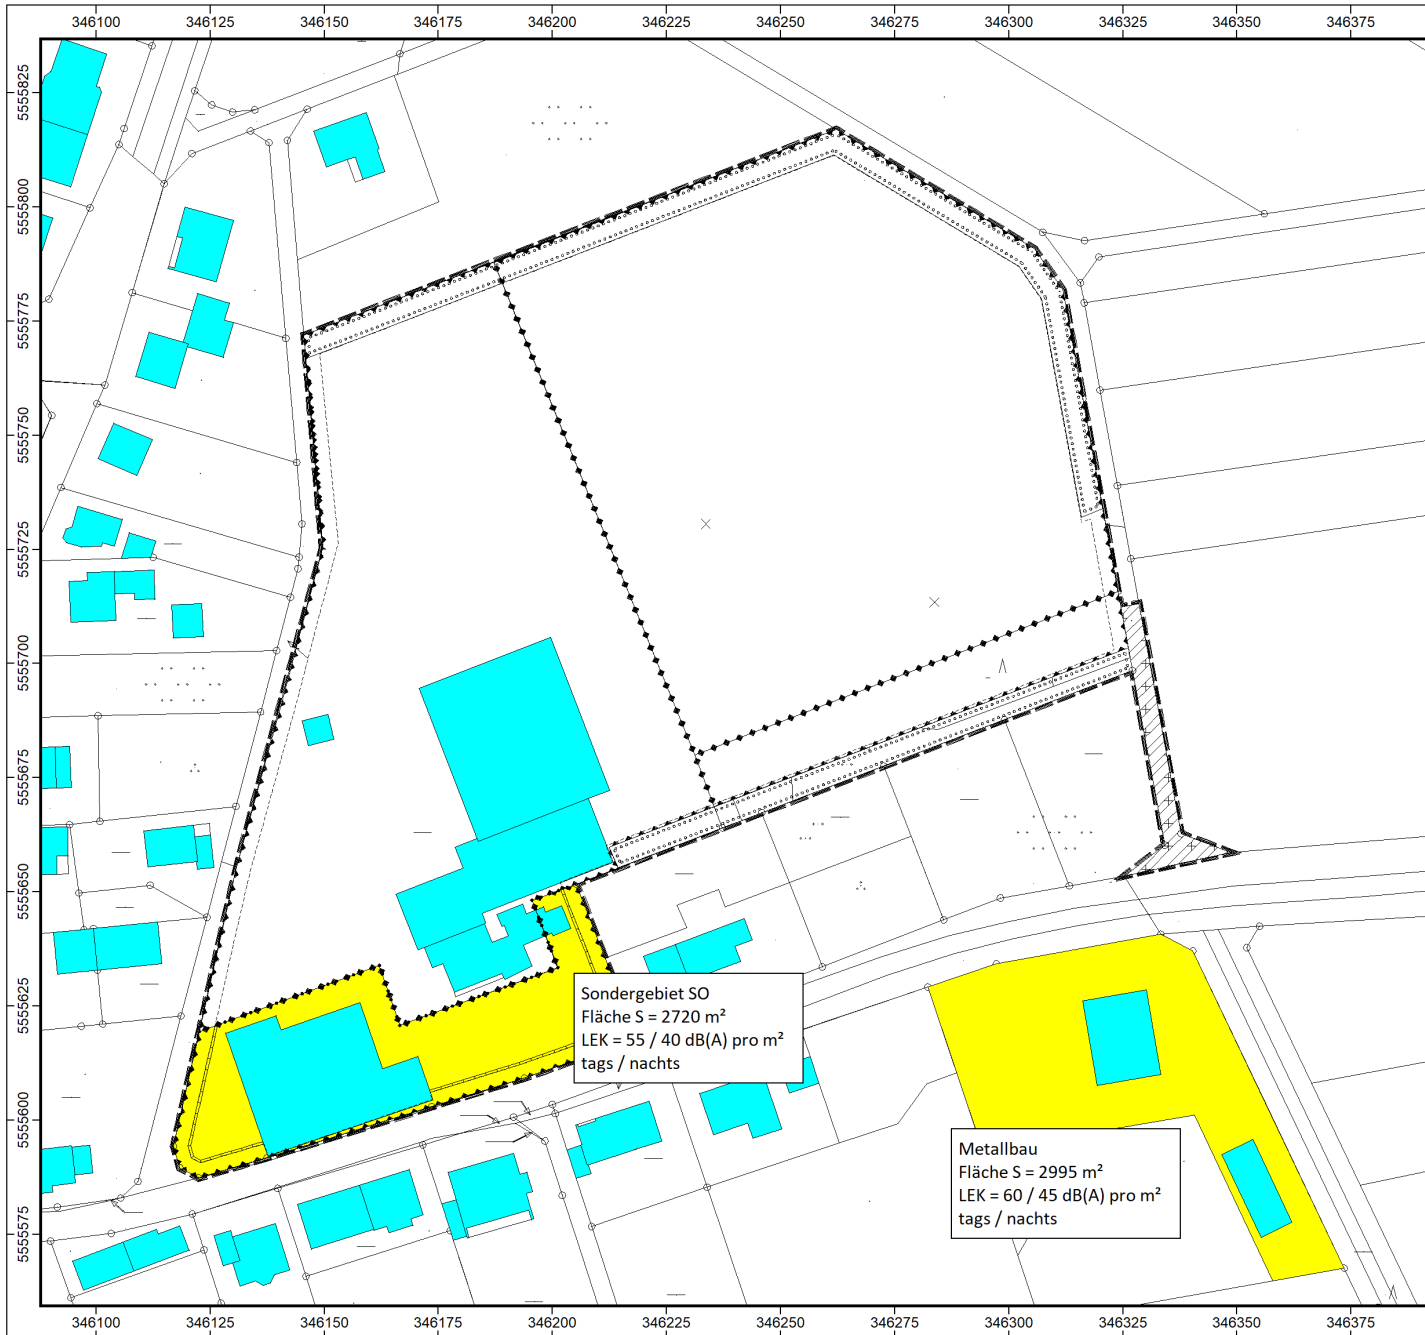 346100 346125 346150 346175 346200 346225 346250 346275 346300 346325 346350 346375
5555825
5555800
5555775
5555750
5555725
5555700
5555675
5555650
5555625
5555600
5555575
Sondergebiet SO
Fläche S = 2720 m²
LEK = 55 / 40 dB(A) pro m²
tags / nachts
Metallbau
Fläche S = 2995 m²
LEK = 60 / 45 dB(A) pro m²
tags / nachts
346100 346125 346150 346175 346200 346225 346250 346275 346300 346325 346350 346375